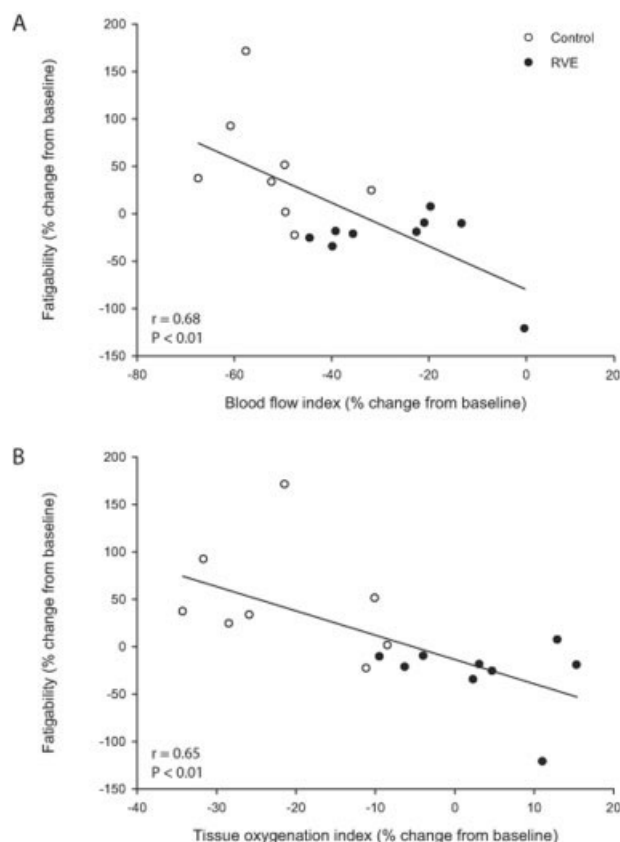 A
200
150
100
50
0
-50
-100
-150
Fatigability (% change from baseline)
Control
RVE
r = 0.68
P < 0.01
-80 -60 -40 -20 0 20
Blood flow index (% change from baseline)
B
200
150
100
50
0
-50
-100
-150
Fatigability (% change from baseline)
r = 0.65
P < 0.01
-40 -30 -20 -10 0 10 20
Tissue oxygenation index (% change from baseline)